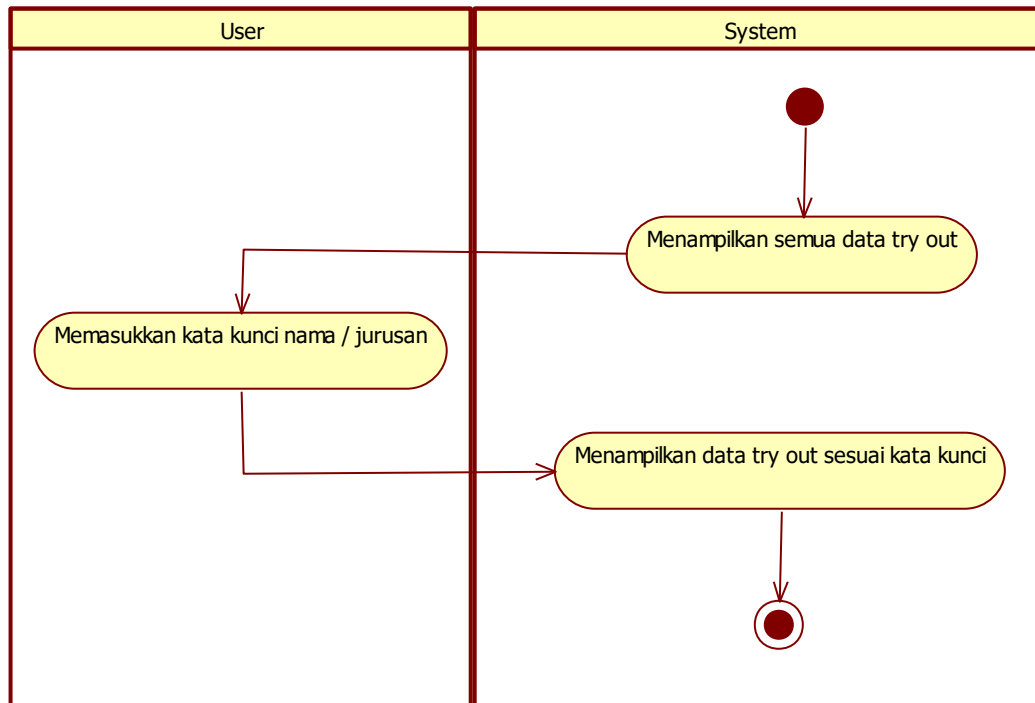 User
System
Menampilkan semua data try out
Memasukkan kata kunci nama / jurusan
Menampilkan data try out sesuai kata kunci